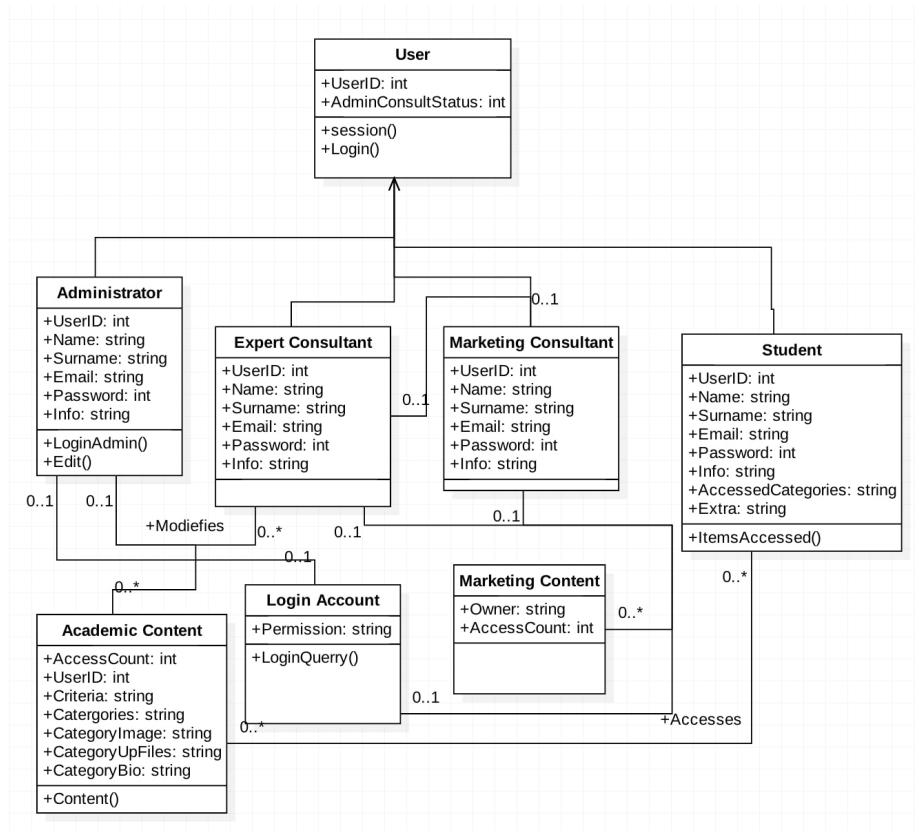 User
+UserID: int
+AdminConsultStatus: int
+session()
+Login()
Administrator
+UserID: int
+Name: string
+Surname: string
+Email: string
+Password: int
+Info: string
+LoginAdmin()
+Edit()
Expert Consultant
+UserID: int
+Name: string
+Surname: string
+Email: string
+Password: int
+Info: string
0..1
0..1
Marketing Consultant
+UserID: int
+Name: string
+Surname: string
+Email: string
+Password: int
+Info: string
Student
+UserID: int
+Name: string
+Surname: string
+Email: string
+Password: int
+Info: string
+AccessedCategories: string
+Extra: string
+ItemsAccessed()
0..1
0..1
+Modiefies
0..*
0..1
0..1
0..1
0..*
0..*
Academic Content
+AccessCount: int
+UserID: int
+Criteria: string
+Catergories: string
+CategoryImage: string
+CategoryUpFiles: string
+CategoryBio: string
+Content()
Login Account
+Permission: string
+LoginQuerry()
Marketing Content
+Owner: string
+AccessCount: int
0..*
0..1
0..*
+Accesses